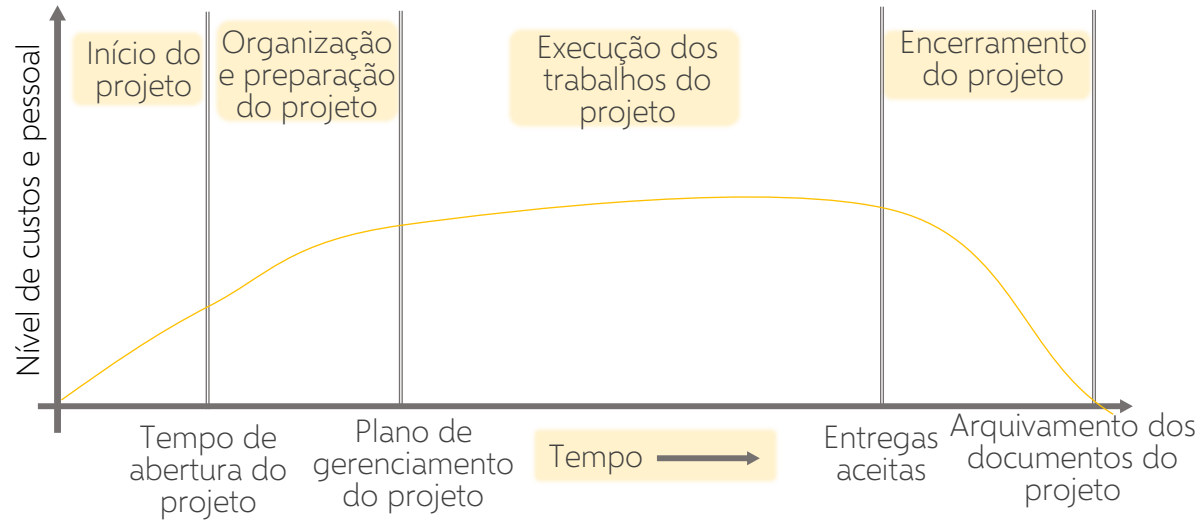 Nível de custos e pessoal
Início do
projeto
Organização
e preparação
do projeto
Execução dos
trabalhos do
projeto
Encerramento
do projeto
Tempo de
abertura do
projeto
Plano de
gerenciamento
do projeto
Tempo
Entregas
aceitas
Arquivamento dos
documentos do
projeto